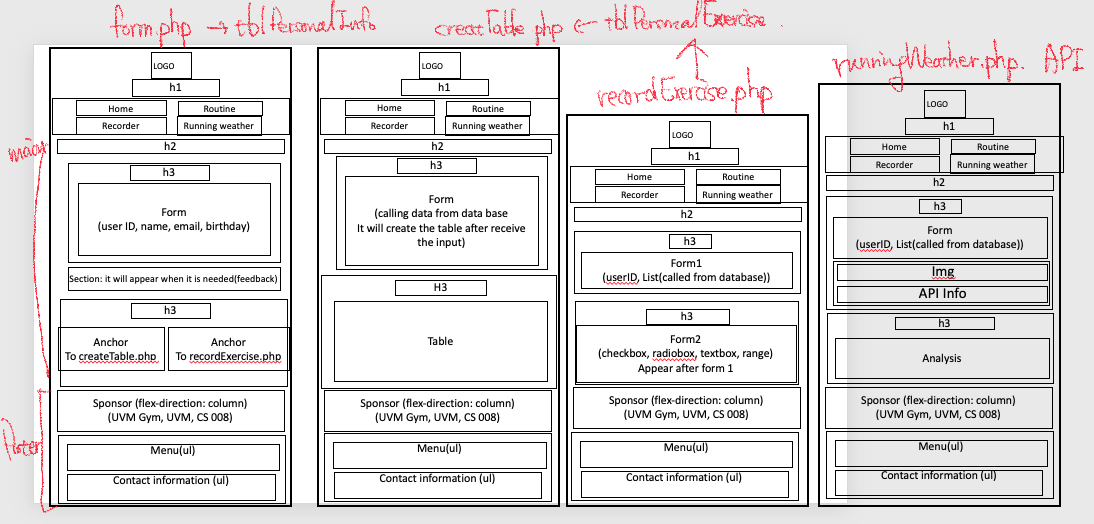 form.php → tblPersonalInfo
creatTable.php ← tblPersonalExercise.
recordExercise.php
runningWeather.php. API
main
LOGO
h1
Home
Routine
Recorder
Running weather
h2
h3
Form
(user ID, name, email, birthday)
Section: it will appear when it is needed(feedback)
h3
Anchor
To createTable.php
Anchor
To recordExercise.php
Sponsor (flex-direction: column)
(UVM Gym, UVM, CS 008)
Menu(ul)
Contact information (ul)
LOGO
h1
Home
Routine
Recorder
Running weather
h2
h3
Form
(calling data from data base
It will create the table after receive
the input)
H3
Table
Sponsor (flex-direction: column)
(UVM Gym, UVM, CS 008)
Menu(ul)
Contact information (ul)
LOGO
h1
Home
Routine
Recorder
Running weather
h2
h3
Form1
(userID, List(called from database))
h3
Form2
(checkbox, radiobox, textbox, range)
Appear after form 1
Sponsor (flex-direction: column)
(UVM Gym, UVM, CS 008)
Menu(ul)
Contact information (ul)
LOGO
h1
Home
Routine
Recorder
Running weather
h2
h3
Form
(userID, List(called from database))
Img
API Info
h3
Analysis
Sponsor (flex-direction: column)
(UVM Gym, UVM, CS 008)
Menu(ul)
Contact information (ul)